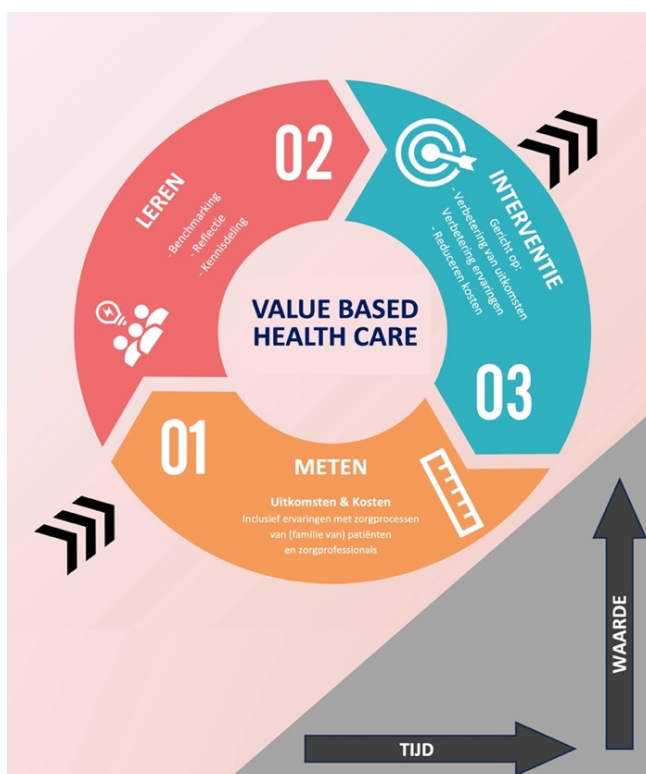 VALUE BASED
HEALTH CARE
01
METEN
Uitkomsten & Kosten
Inclusief ervaringen met zorgprocessen
van (familie van) patiënten
en zorgprofessionals
02
LEREN
- Benchmarking
- Reflectie
- Kennisdeling
03
INTERVENTIE
Gericht op:
- Verbetering van uitkomsten
Verbetering ervaringen
- Reduceren kosten
TIJD
WAARDE